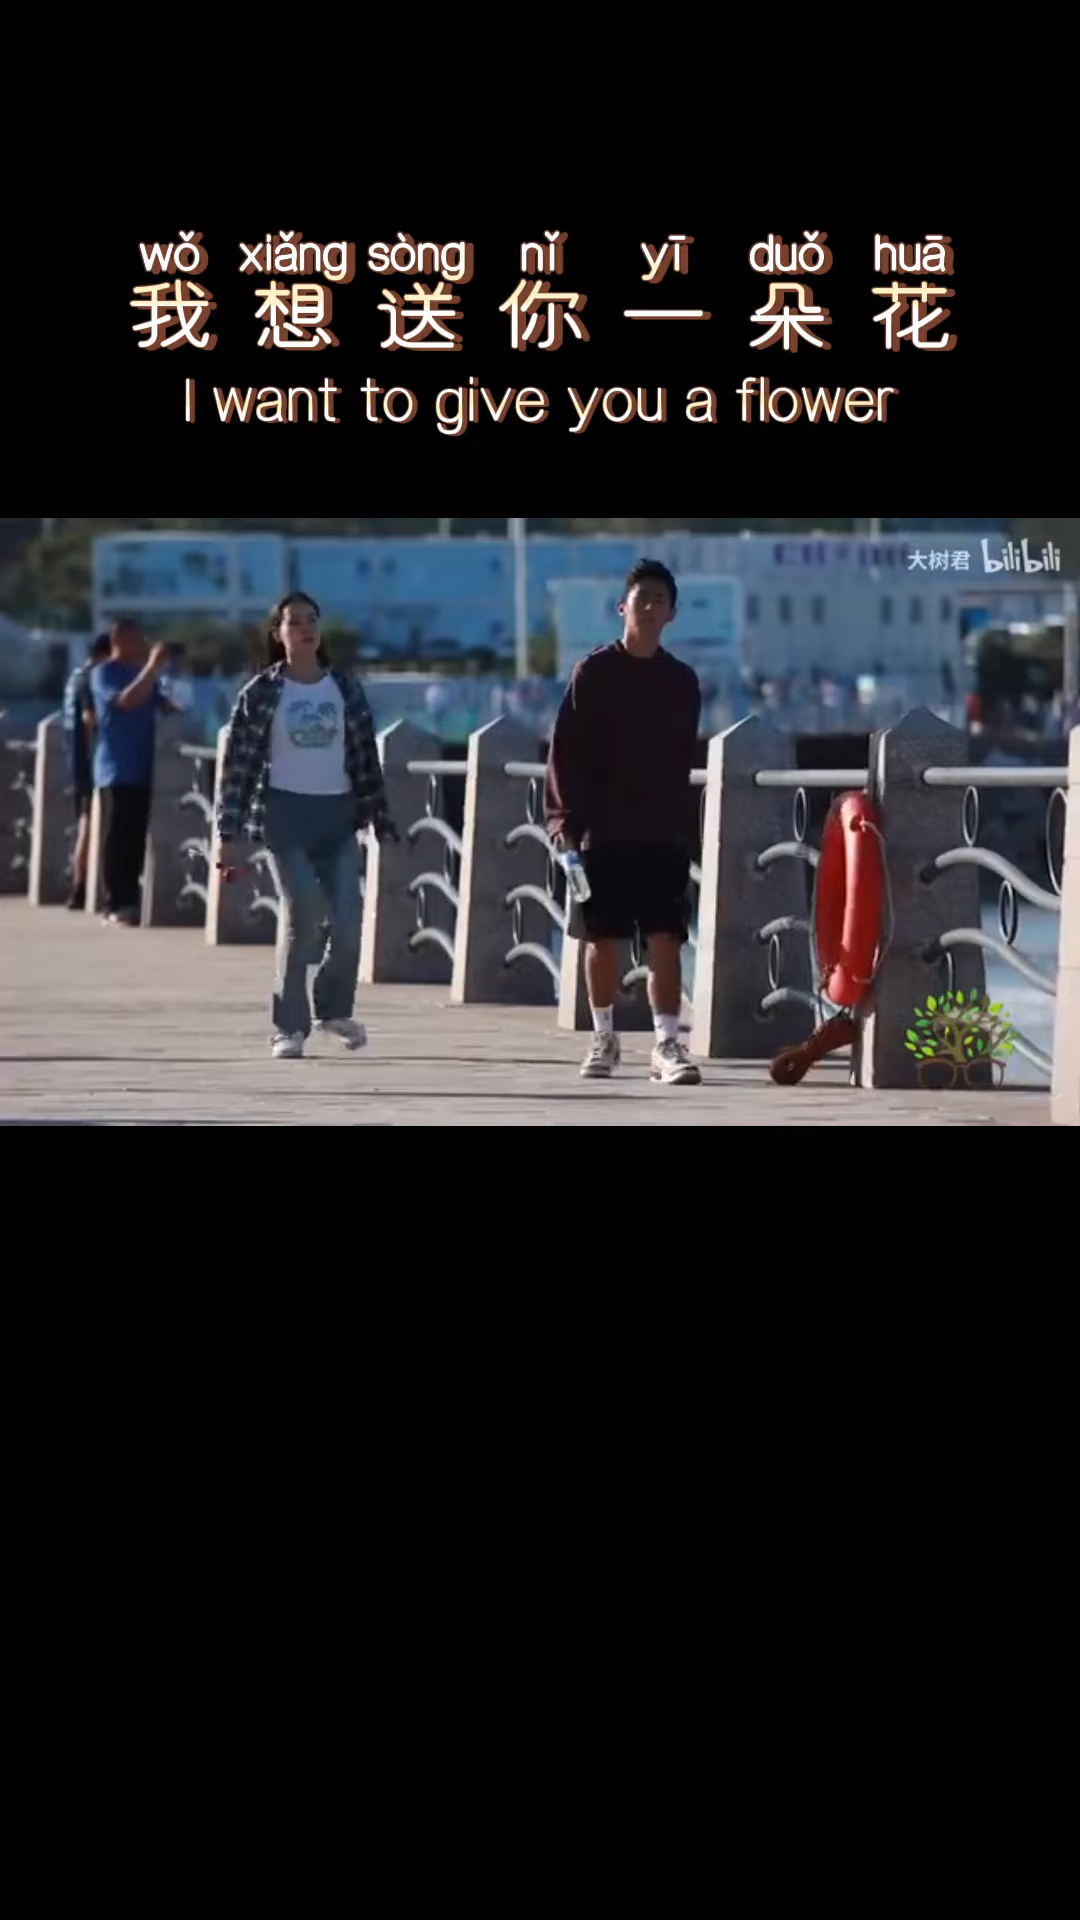 wǒ xiǎng sòng nǐ yī duǒ huā
我想送你一朵花
I want to give you a flower
大树君 bilibili